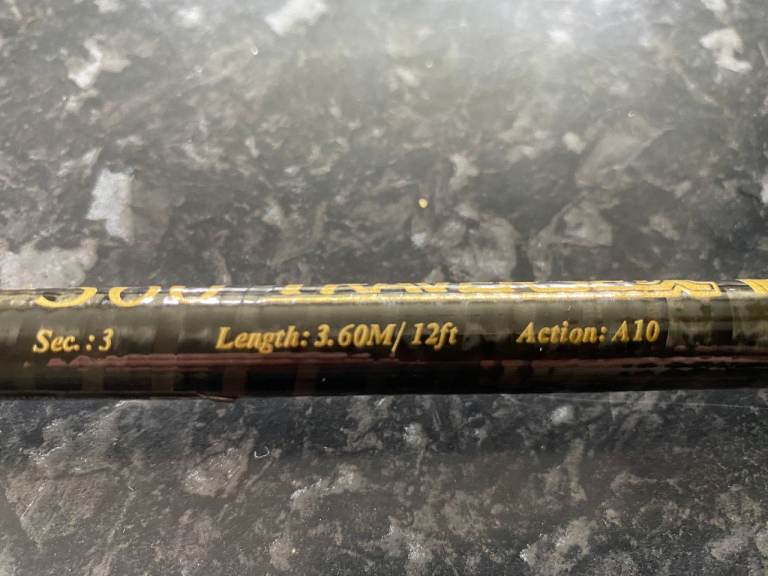 Sec. : 3 Length: 3.60M/ 12ft Action: A10